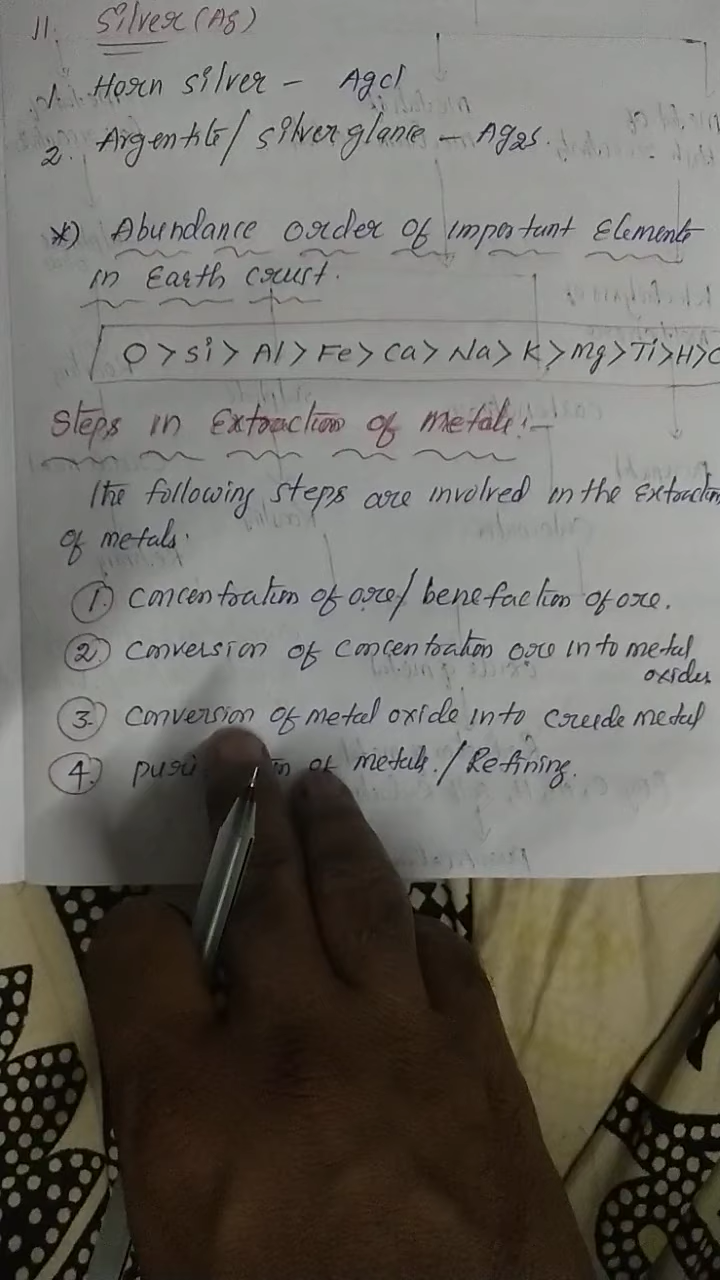 11. Silver (Ag)
1. Horn silver - Agcl
2. Argentite/ silver glance - Ag2s.
*) Abundance order of important Elements
in Earth crust.
O > Si > Al > Fe > Ca > Na > K > Mg > Ti > H > C
Steps in Extraction of metals:-
The following steps are involved in the Extraction
of metals.
1. Concentration of ore/ benefaction of ore.
2. Conversion of Concentration ore into metal
oxides
3. Conversion of metal oxide into crude metal
4. of metals./Refining.